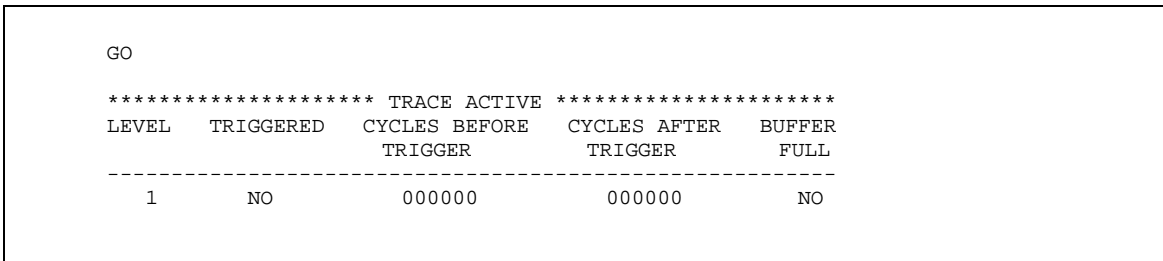 GO
********************* TRACE ACTIVE **********************
LEVEL TRIGGERED CYCLES BEFORE CYCLES AFTER BUFFER
TRIGGER TRIGGER FULL
---------------------------------------------------------
1 NO 000000 000000 NO